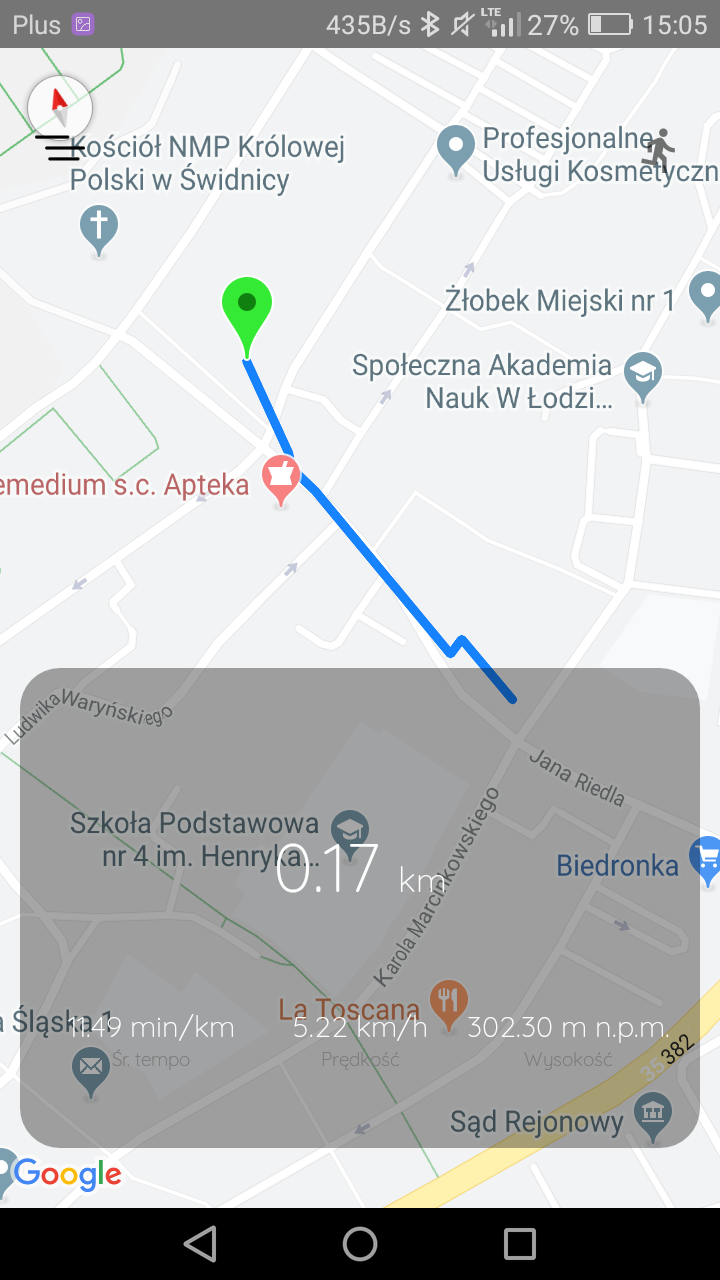 Plus 435B/s LTE 27% 15:05
Kościół NMP Królowej
Polski w Świdnicy
Profesjonalne
Usługi Kosmetyczn
Żłobek Miejski nr 1
Społeczna Akademia
Nauk W Łodzi...
emedium s.c. Apteka
Ludwika Waryńskiego
Jana Riedla
Szkoła Podstawowa
nr 4 im. Henryka...
0.17 km
Karola Marcinkowskiego
Biedronka
La Toscana
a Śląska 1
11.49 min/km 5.22 km/h 302.30 m n.p.m.
Śr. tempo Prędkość Wysokość
35 382
Sąd Rejonowy
Google